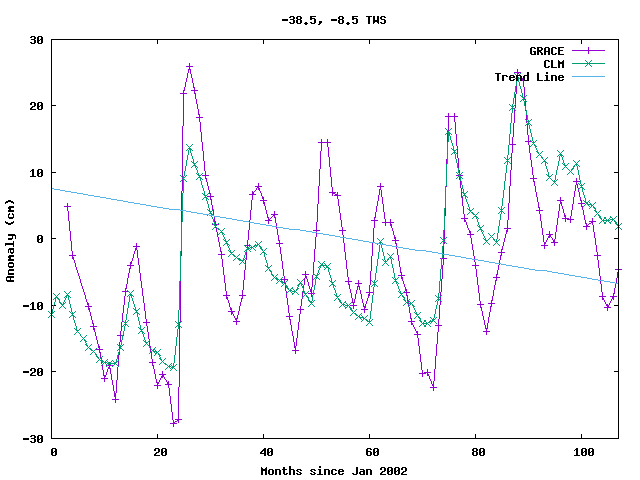 -38.5, -8.5 TWS
GRACE
CLM
Trend Line
30
20
10
0
-10
-20
-30
Anomaly (cm)
0 20 40 60 80 100
Months since Jan 2002